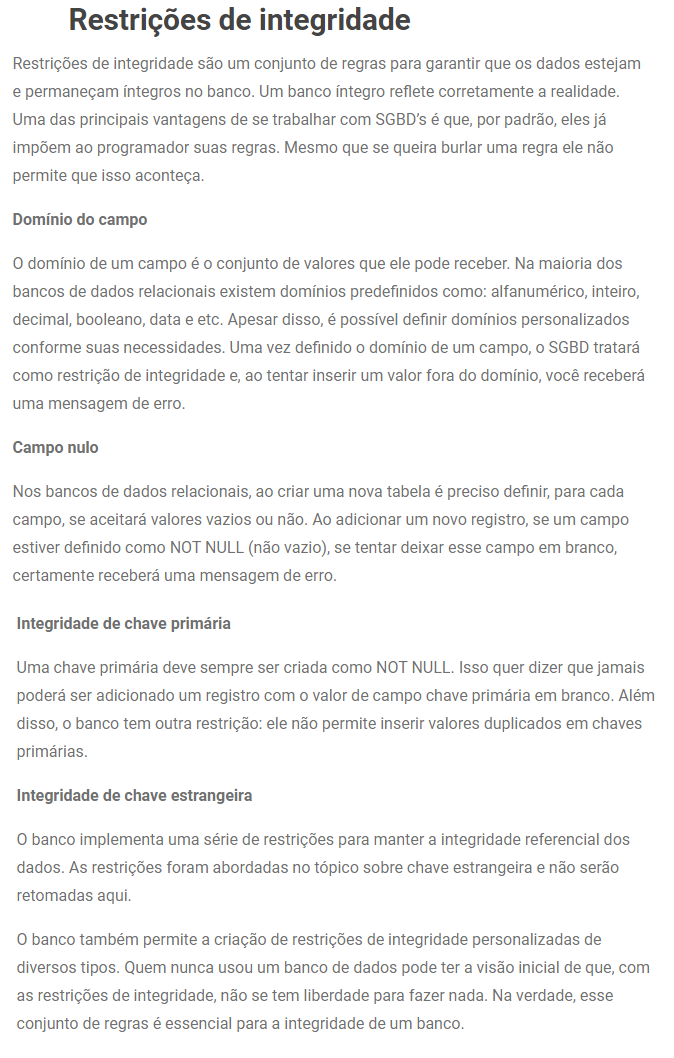 Restrições de integridade
Restrições de integridade são um conjunto de regras para garantir que os dados estejam
e permaneçam íntegros no banco. Um banco íntegro reflete corretamente a realidade.
Uma das principais vantagens de se trabalhar com SGBD’s é que, por padrão, eles já
impõem ao programador suas regras. Mesmo que se queira burlar uma regra ele não
permite que isso aconteça.
Domínio do campo
O domínio de um campo é o conjunto de valores que ele pode receber. Na maioria dos
bancos de dados relacionais existem domínios predefinidos como: alfanumérico, inteiro,
decimal, booleano, data e etc. Apesar disso, é possível definir domínios personalizados
conforme suas necessidades. Uma vez definido o domínio de um campo, o SGBD tratará
como restrição de integridade e, ao tentar inserir um valor fora do domínio, você receberá
uma mensagem de erro.
Campo nulo
Nos bancos de dados relacionais, ao criar uma nova tabela é preciso definir, para cada
campo, se aceitará valores vazios ou não. Ao adicionar um novo registro, se um campo
estiver definido como NOT NULL (não vazio), se tentar deixar esse campo em branco,
certamente receberá uma mensagem de erro.
Integridade de chave primária
Uma chave primária deve sempre ser criada como NOT NULL. Isso quer dizer que jamais
poderá ser adicionado um registro com o valor de campo chave primária em branco. Além
disso, o banco tem outra restrição: ele não permite inserir valores duplicados em chaves
primárias.
Integridade de chave estrangeira
O banco implementa uma série de restrições para manter a integridade referencial dos
dados. As restrições foram abordadas no tópico sobre chave estrangeira e não serão
retomadas aqui.
O banco também permite a criação de restrições de integridade personalizadas de
diversos tipos. Quem nunca usou um banco de dados pode ter a visão inicial de que, com
as restrições de integridade, não se tem liberdade para fazer nada. Na verdade, esse
conjunto de regras é essencial para a integridade de um banco.